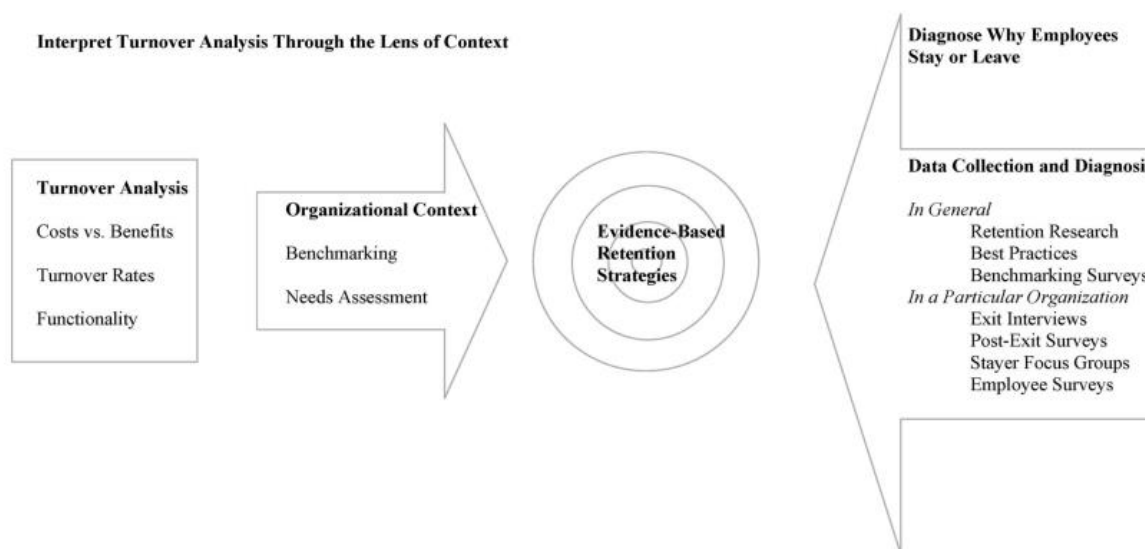 Interpret Turnover Analysis Through the Lens of Context
Turnover Analysis
Costs vs. Benefits
Turnover Rates
Functionality
Organizational Context
Benchmarking
Needs Assessment
Evidence-Based
Retention
Strategies
Diagnose Why Employees
Stay or Leave
Data Collection and Diagnosi
In General
Retention Research
Best Practices
Benchmarking Surveys
In a Particular Organization
Exit Interviews
Post-Exit Surveys
Stayer Focus Groups
Employee Surveys